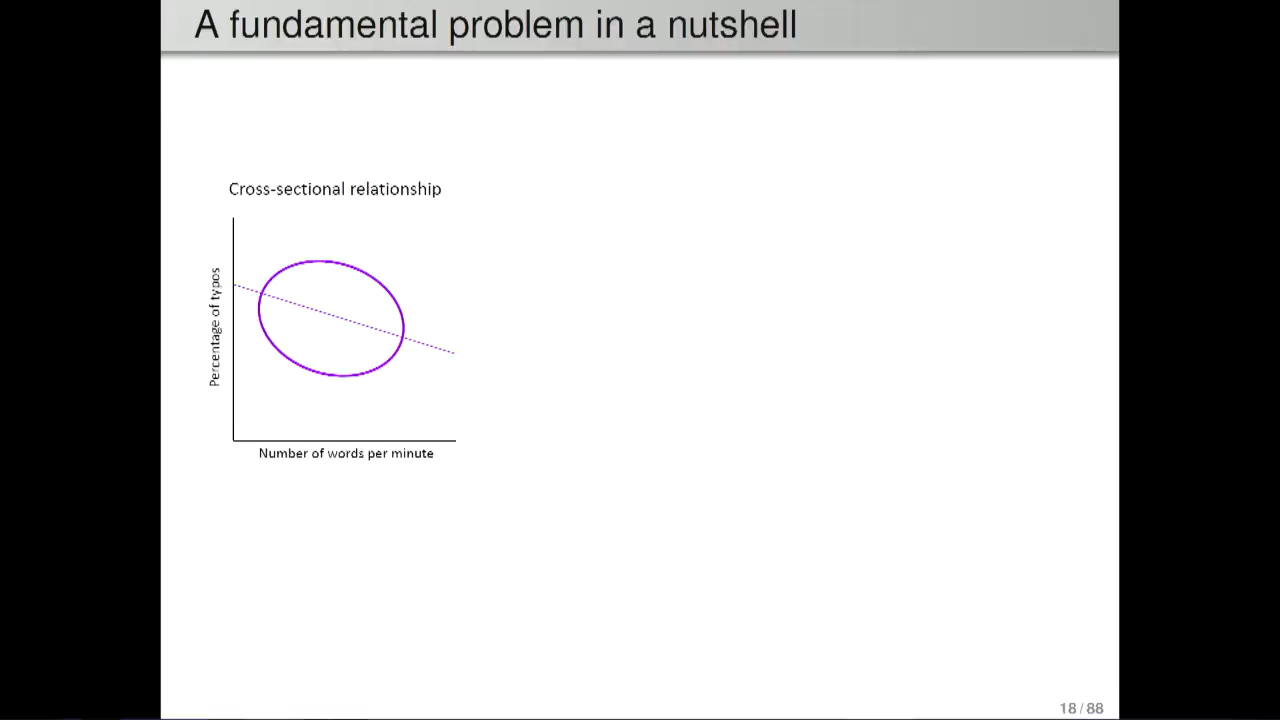 A fundamental problem in a nutshell
Cross-sectional relationship
Percentage of typos
Number of words per minute
18 / 88